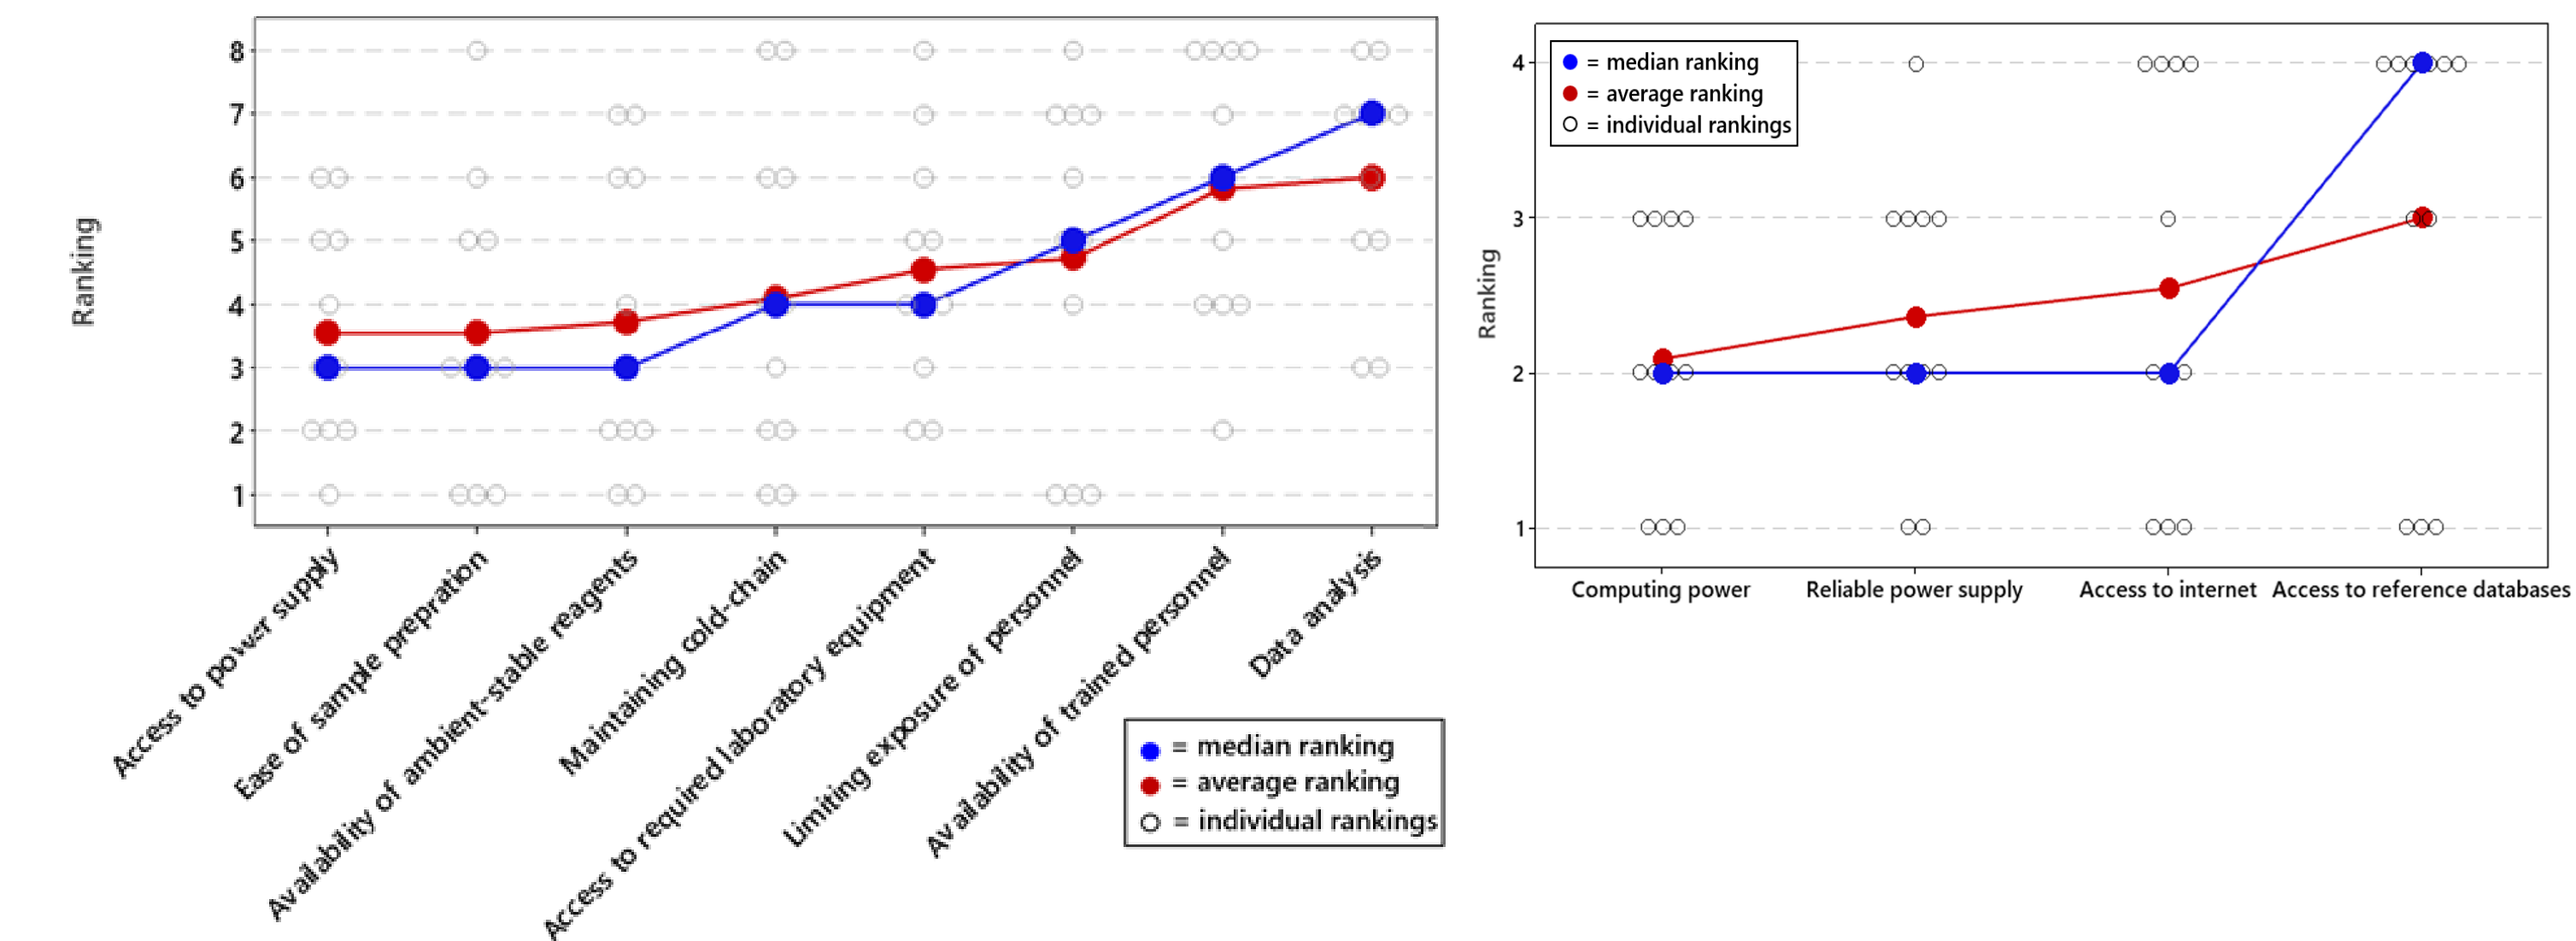 Ranking
8
7
6
5
4
3
2
1
Access to power supply
Ease of sample prepration
Availability of ambient-stable reagents
Maintaining cold-chain
Access to required laboratory equipment
Limiting exposure of personnel
Availability of trained personnel
Data analysis
= median ranking
= average ranking
= individual rankings
Ranking
4
3
2
1
= median ranking
= average ranking
= individual rankings
Computing power
Reliable power supply
Access to internet
Access to reference databases